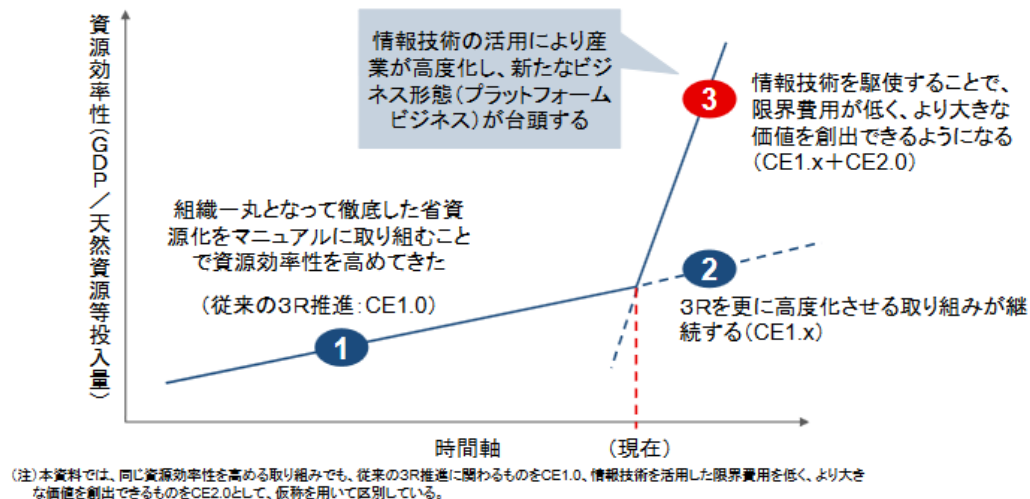 資源効率性(GDP/天然資源等投入量)
情報技術の活用により産
業が高度化し、新たなビジ
ネス形態(プラットフォーム
ビジネス)が台頭する
3
情報技術を駆使することで、
限界費用が低く、より大きな
価値を創出できるようになる
(CE1.x+CE2.0)
組織一丸となって徹底した省資
源化をマニュアルに取り組むこと
で資源効率性を高めてきた
(従来の3R推進:CE1.0)
1
2
3Rを更に高度化させる取り組みが継
続する(CE1.x)
時間軸
(現在)
(注)本資料では、同じ資源効率性を高める取り組みでも、従来の3R推進に関わるものをCE1.0、情報技術を活用した限界費用を低く、より大き
な価値を創出できるものをCE2.0として、仮称を用いて区別している。